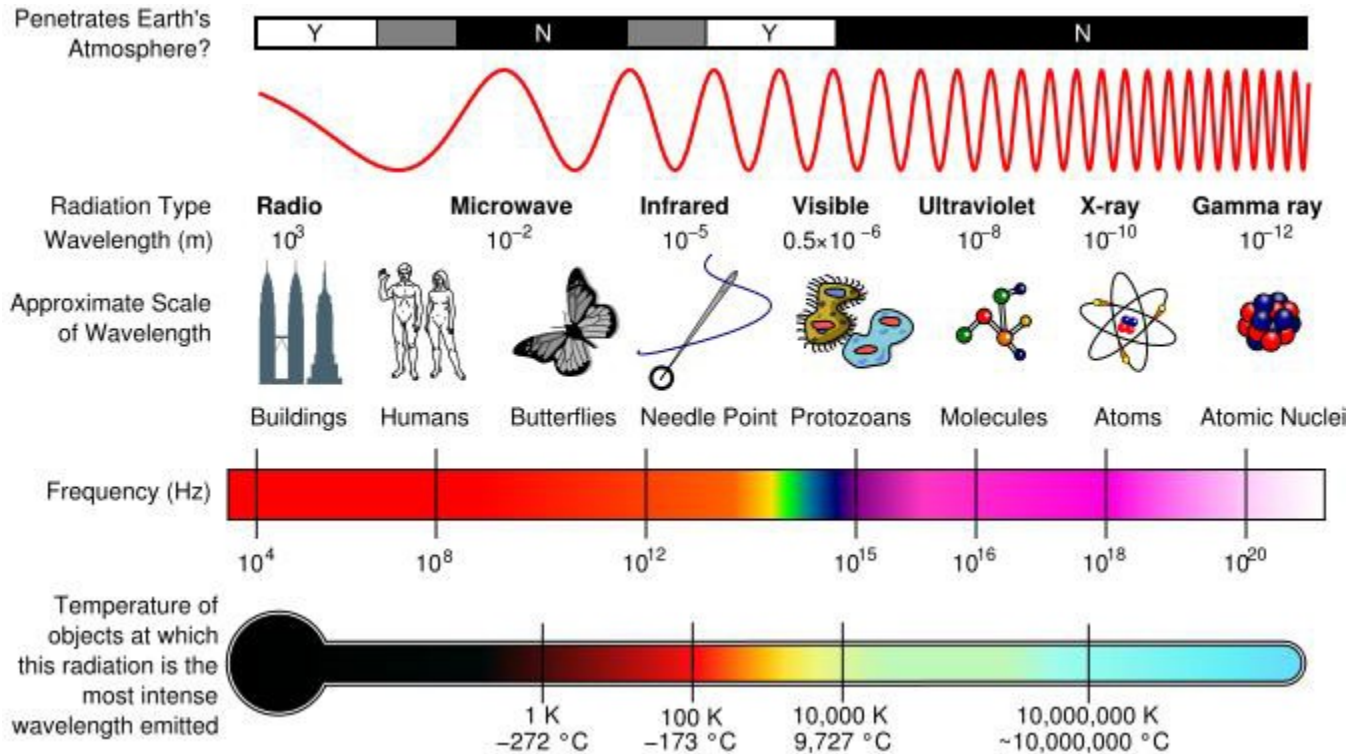 Penetrates Earth's
Atmosphere?
Y N Y N
Radiation Type Radio Microwave Infrared Visible Ultraviolet X-ray Gamma ray
Wavelength (m) 10³ 10⁻² 10⁻⁵ 0.5×10⁻⁶ 10⁻⁸ 10⁻¹⁰ 10⁻¹²
Approximate Scale
of Wavelength
Buildings Humans Butterflies Needle Point Protozoans Molecules Atoms Atomic Nuclei
Frequency (Hz)
10⁴ 10⁸ 10¹² 10¹⁵ 10¹⁶ 10¹⁸ 10²⁰
Temperature of
objects at which
this radiation is the
most intense
wavelength emitted
1 K 100 K 10,000 K 10,000,000 K
−272 °C −173 °C 9,727 °C ~10,000,000 °C